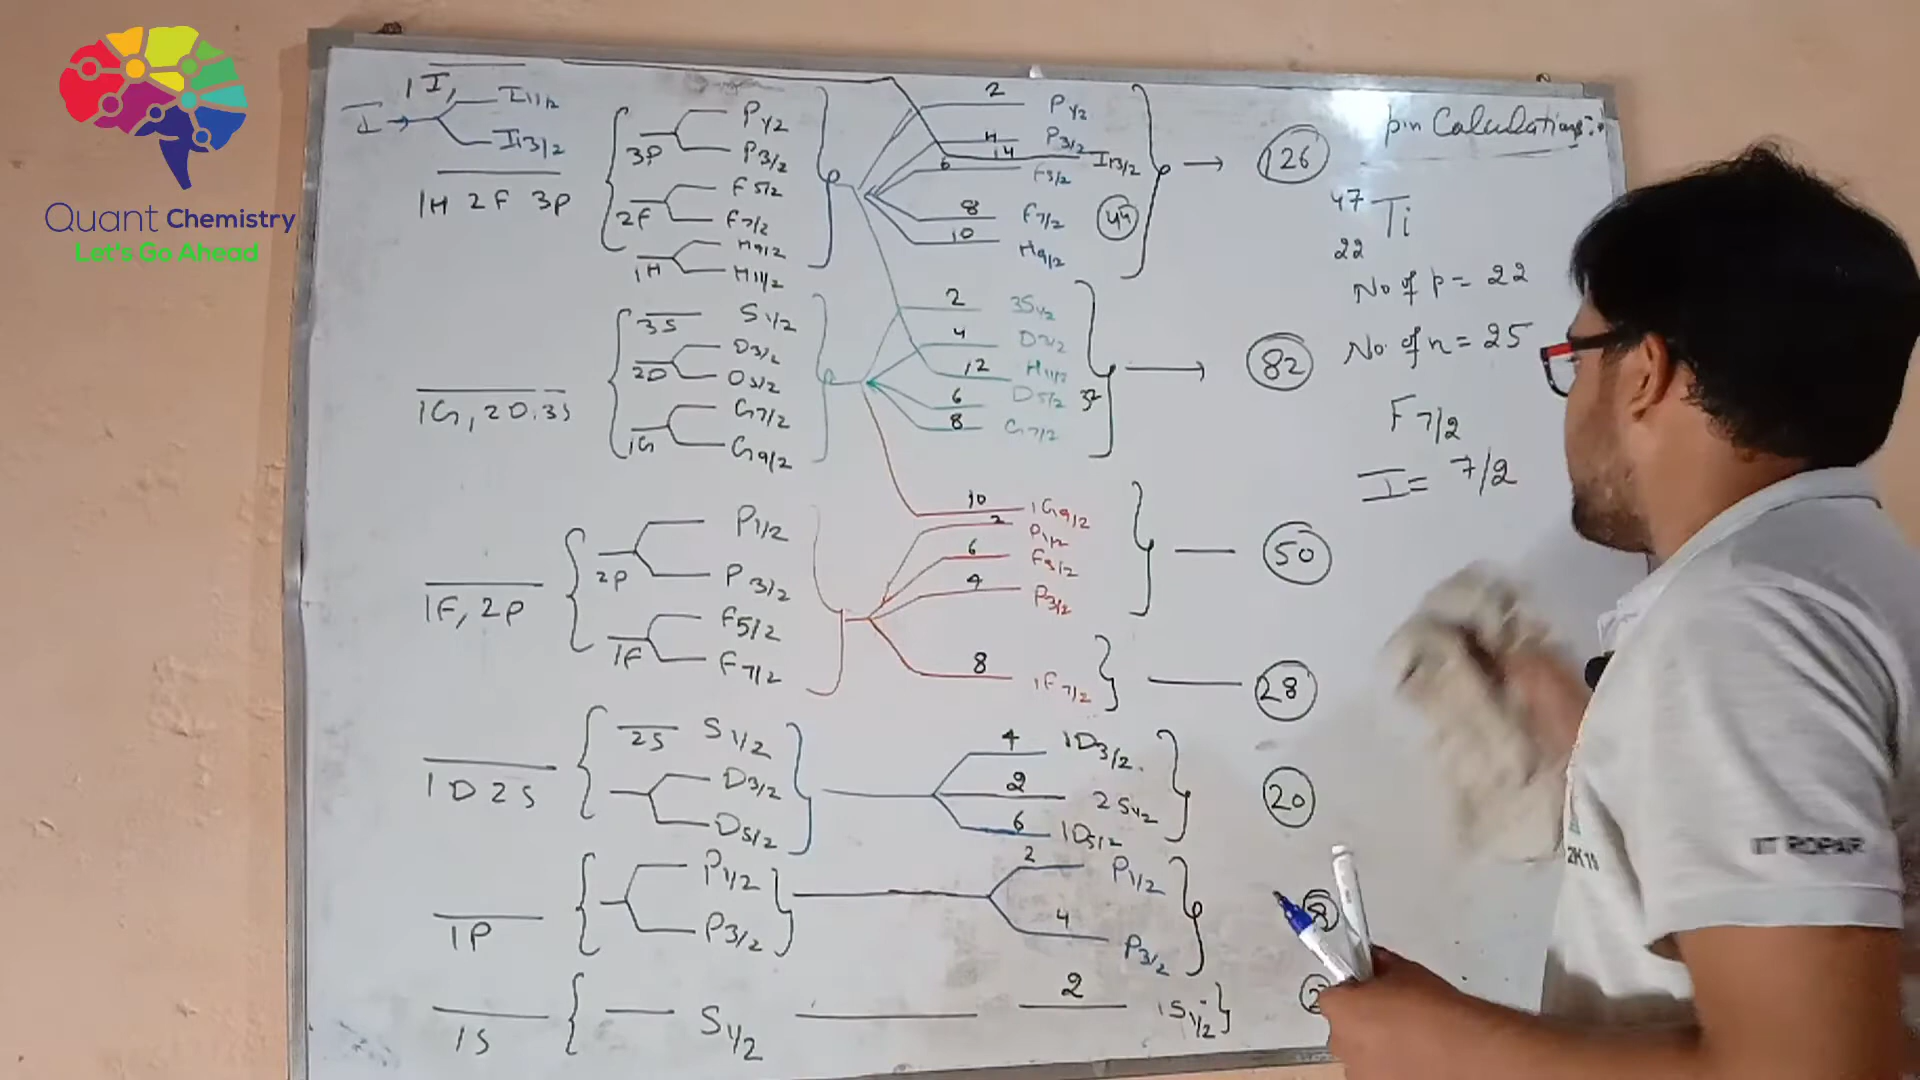 Quant Chemistry
Let's Go Ahead
1I,
I
I11/2
I13/2
1H 2F 3P
3P
P1/2
P3/2
2F
F5/2
F7/2
1H
H9/2
H11/2
2 P1/2
4 P3/2
14 I13/2
6 F5/2
8 F7/2
10 H9/2
44
126
1G, 2D, 3S
3S S1/2
2D
D3/2
D5/2
1G
G7/2
G9/2
2 3S1/2
4 D3/2
12 H11/2
6 D5/2
8 G7/2
32
82
1F, 2P
2P
P1/2
P3/2
1F
F5/2
F7/2
10 1G9/2
2 P1/2
6 F5/2
4 P3/2
50
8 1F7/2
28
1D 2S
2S S1/2
D3/2
D5/2
4 1D3/2
2 2S1/2
6 1D5/2
20
1P
P1/2
P3/2
2 P1/2
4 P3/2
8
1S
S1/2
2 1S1/2
2
pin Calculations:-
47
Ti
22
No of p = 22
No. of n = 25
F7/2
I = 7/2
2K19
IIT ROPAR